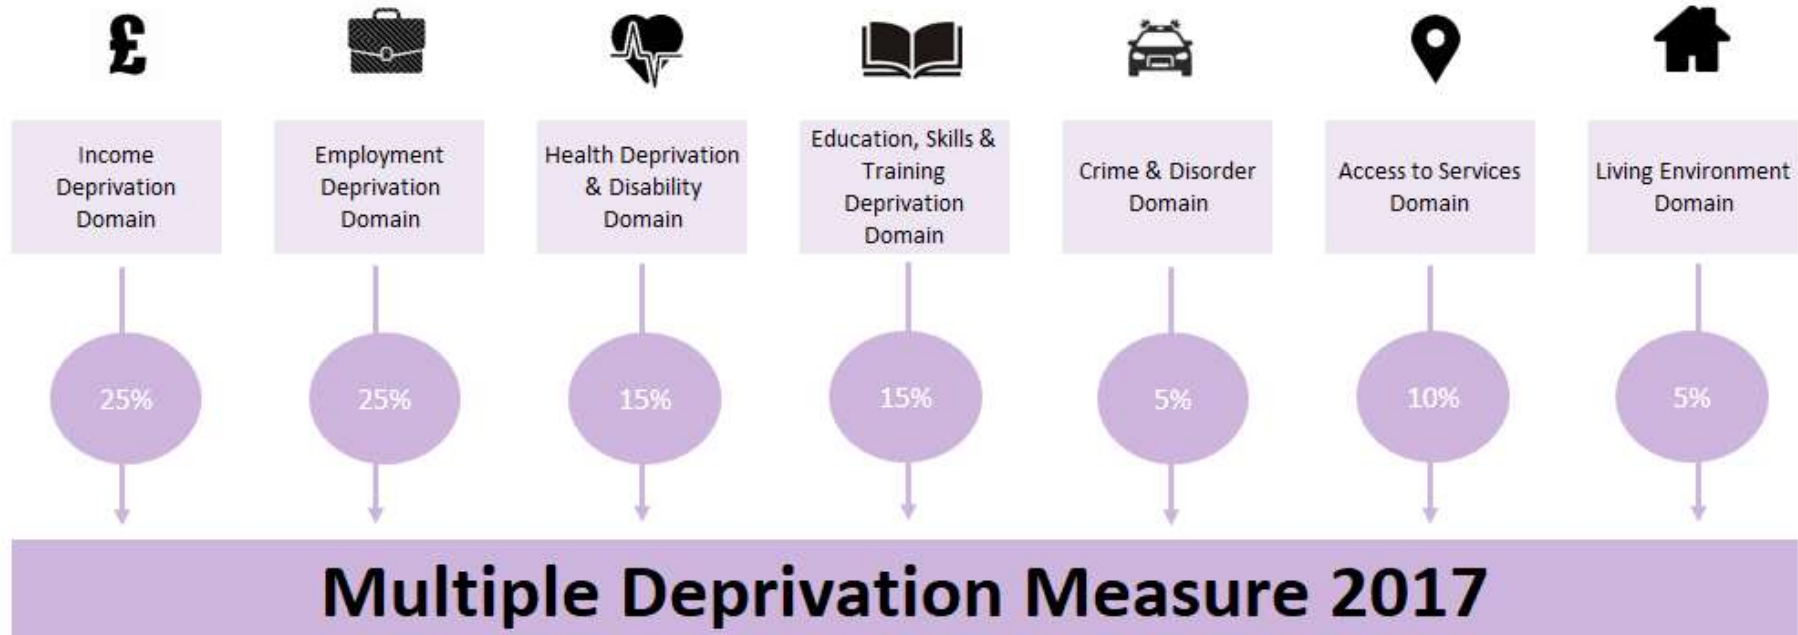 £
Income
Deprivation
Domain
Employment
Deprivation
Domain
Health Deprivation
& Disability
Domain
Education, Skills &
Training
Deprivation
Domain
Crime & Disorder
Domain
Access to Services
Domain
Living Environment
Domain
25%
25%
15%
15%
5%
10%
5%
Multiple Deprivation Measure 2017